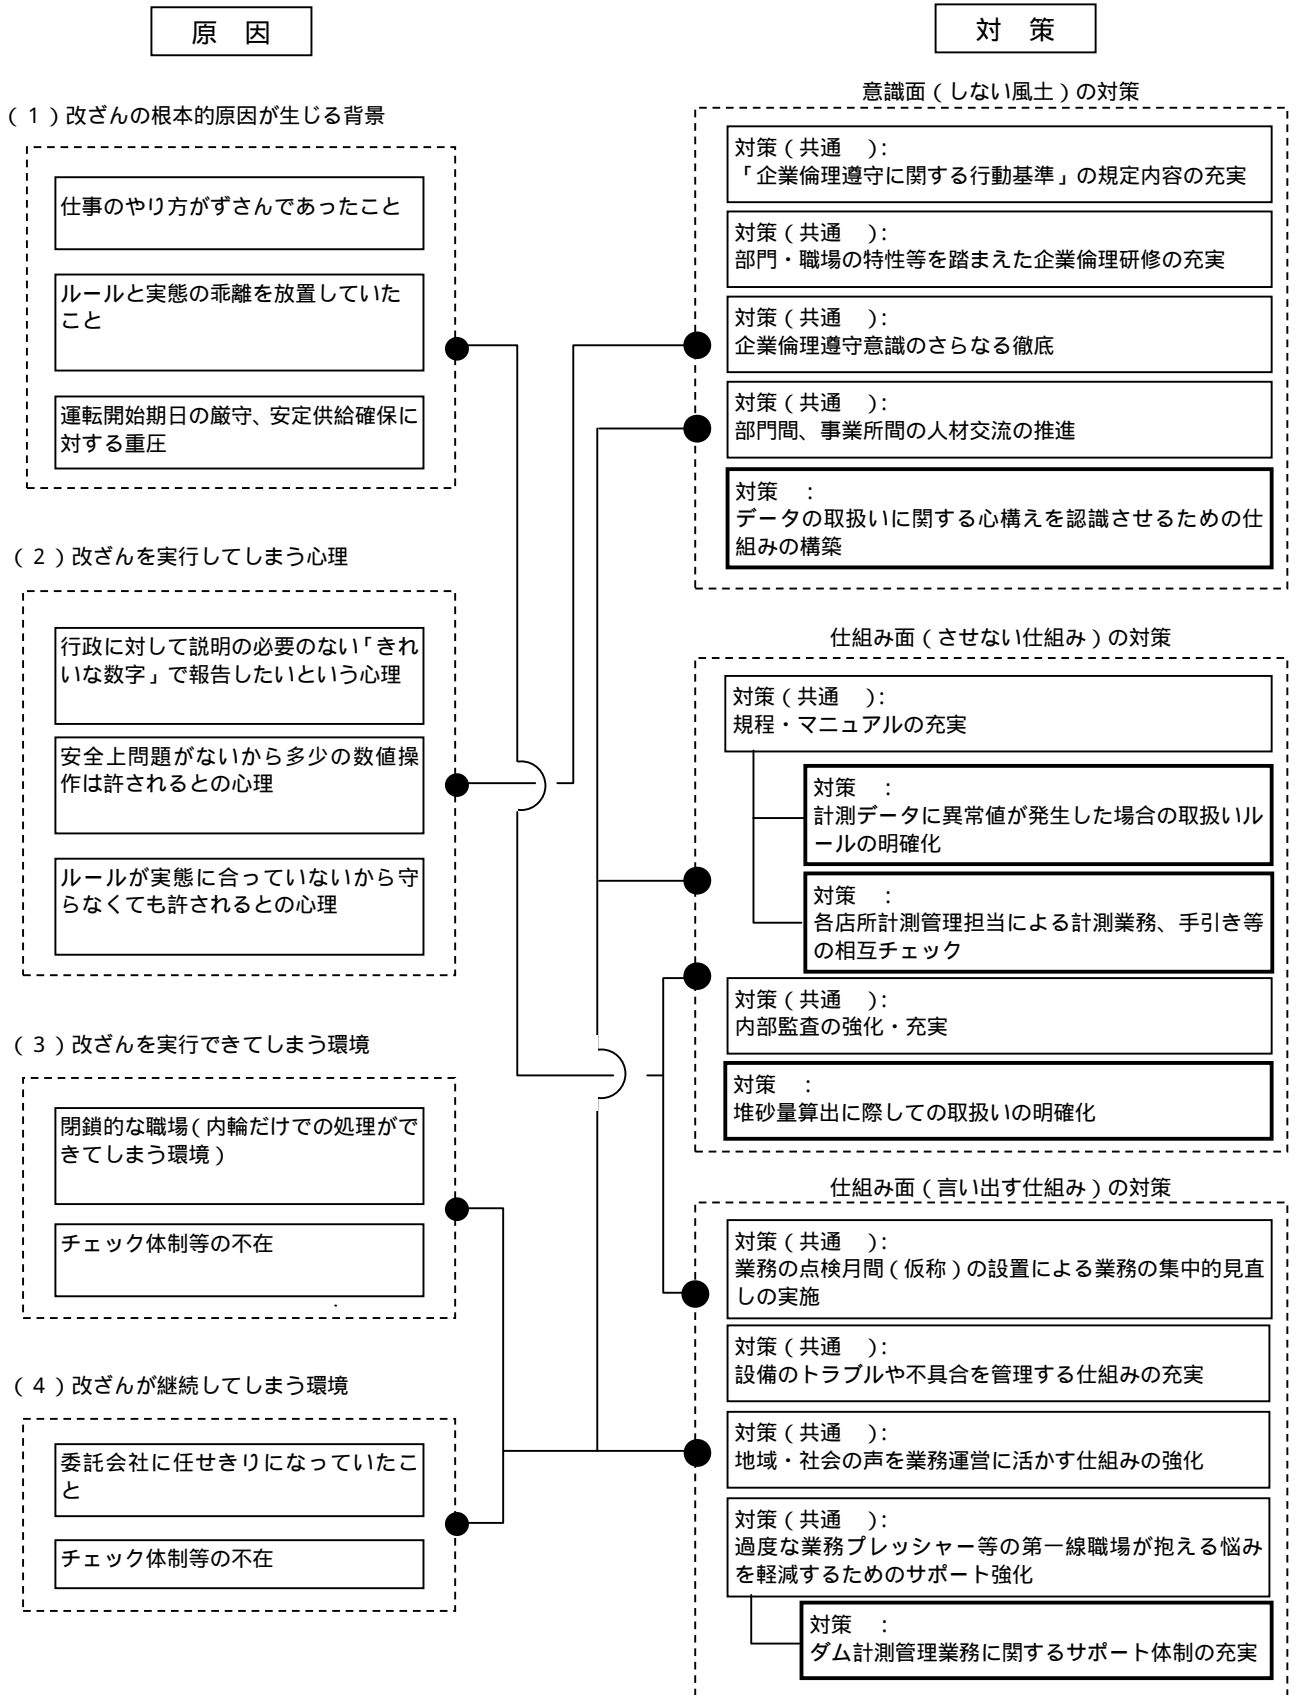 原　因
(１)改ざんの根本的原因が生じる背景
仕事のやり方がずさんであったこと
ルールと実態の乖離を放置していた
こと
運転開始期日の厳守、安定供給確保に
対する重圧
(２)改ざんを実行してしまう心理
行政に対して説明の必要のない「きれ
いな数字」で報告したいという心理
安全上問題がないから多少の数値操
作は許されるとの心理
ルールが実態に合っていないから守
らなくても許されるとの心理
(３)改ざんを実行できてしまう環境
閉鎖的な職場(内輪だけでの処理がで
きてしまう環境)
チェック体制等の不在
(４)改ざんが継続してしまう環境
委託会社に任せきりになっていたこ
と
チェック体制等の不在
対　策
意識面(しない風土)の対策
対策(共通　):
「企業倫理遵守に関する行動基準」の規定内容の充実
対策(共通　):
部門・職場の特性等を踏まえた企業倫理研修の充実
対策(共通　):
企業倫理遵守意識のさらなる徹底
対策(共通　):
部門間、事業所間の人材交流の推進
対策　:
データの取扱いに関する心構えを認識させるための仕
組みの構築
仕組み面(させない仕組み)の対策
対策(共通　):
規程・マニュアルの充実
対策　:
計測データに異常値が発生した場合の取扱いル
ールの明確化
対策　:
各店所計測管理担当による計測業務、手引き等
の相互チェック
対策(共通　):
内部監査の強化・充実
対策　:
堆砂量算出に際しての取扱いの明確化
仕組み面(言い出す仕組み)の対策
対策(共通　):
業務の点検月間(仮称)の設置による業務の集中的見直
しの実施
対策(共通　):
設備のトラブルや不具合を管理する仕組みの充実
対策(共通　):
地域・社会の声を業務運営に活かす仕組みの強化
対策(共通　):
過度な業務プレッシャー等の第一線職場が抱える悩み
を軽減するためのサポート強化
対策　:
ダム計測管理業務に関するサポート体制の充実